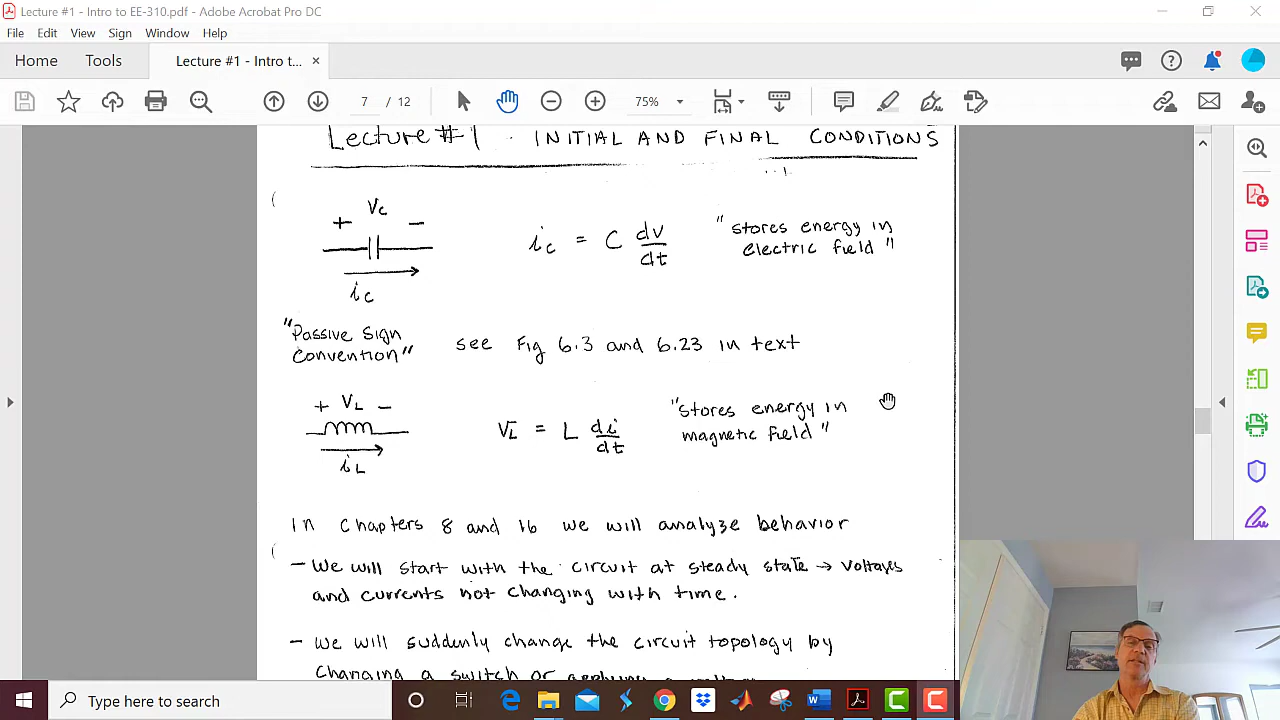 Lecture #1 - Intro to EE-310.pdf - Adobe Acrobat Pro DC
File Edit View Sign Window Help
Home Tools Lecture #1 - Intro t... ×
7 / 12 75%
Lecture #1 INITIAL AND FINAL CONDITIONS
+ Vc −
ic
ic = C dv/dt
"stores energy in
electric field"
"Passive Sign
Convention"
see Fig 6.3 and 6.23 in text
+ VL −
iL
VL = L di/dt
"stores energy in
magnetic field"
In Chapters 8 and 16 we will analyze behavior
– We will start with the circuit at steady state → voltages
and currents not changing with time.
– We will suddenly change the circuit topology by
Changing a switch or applying a
Type here to search